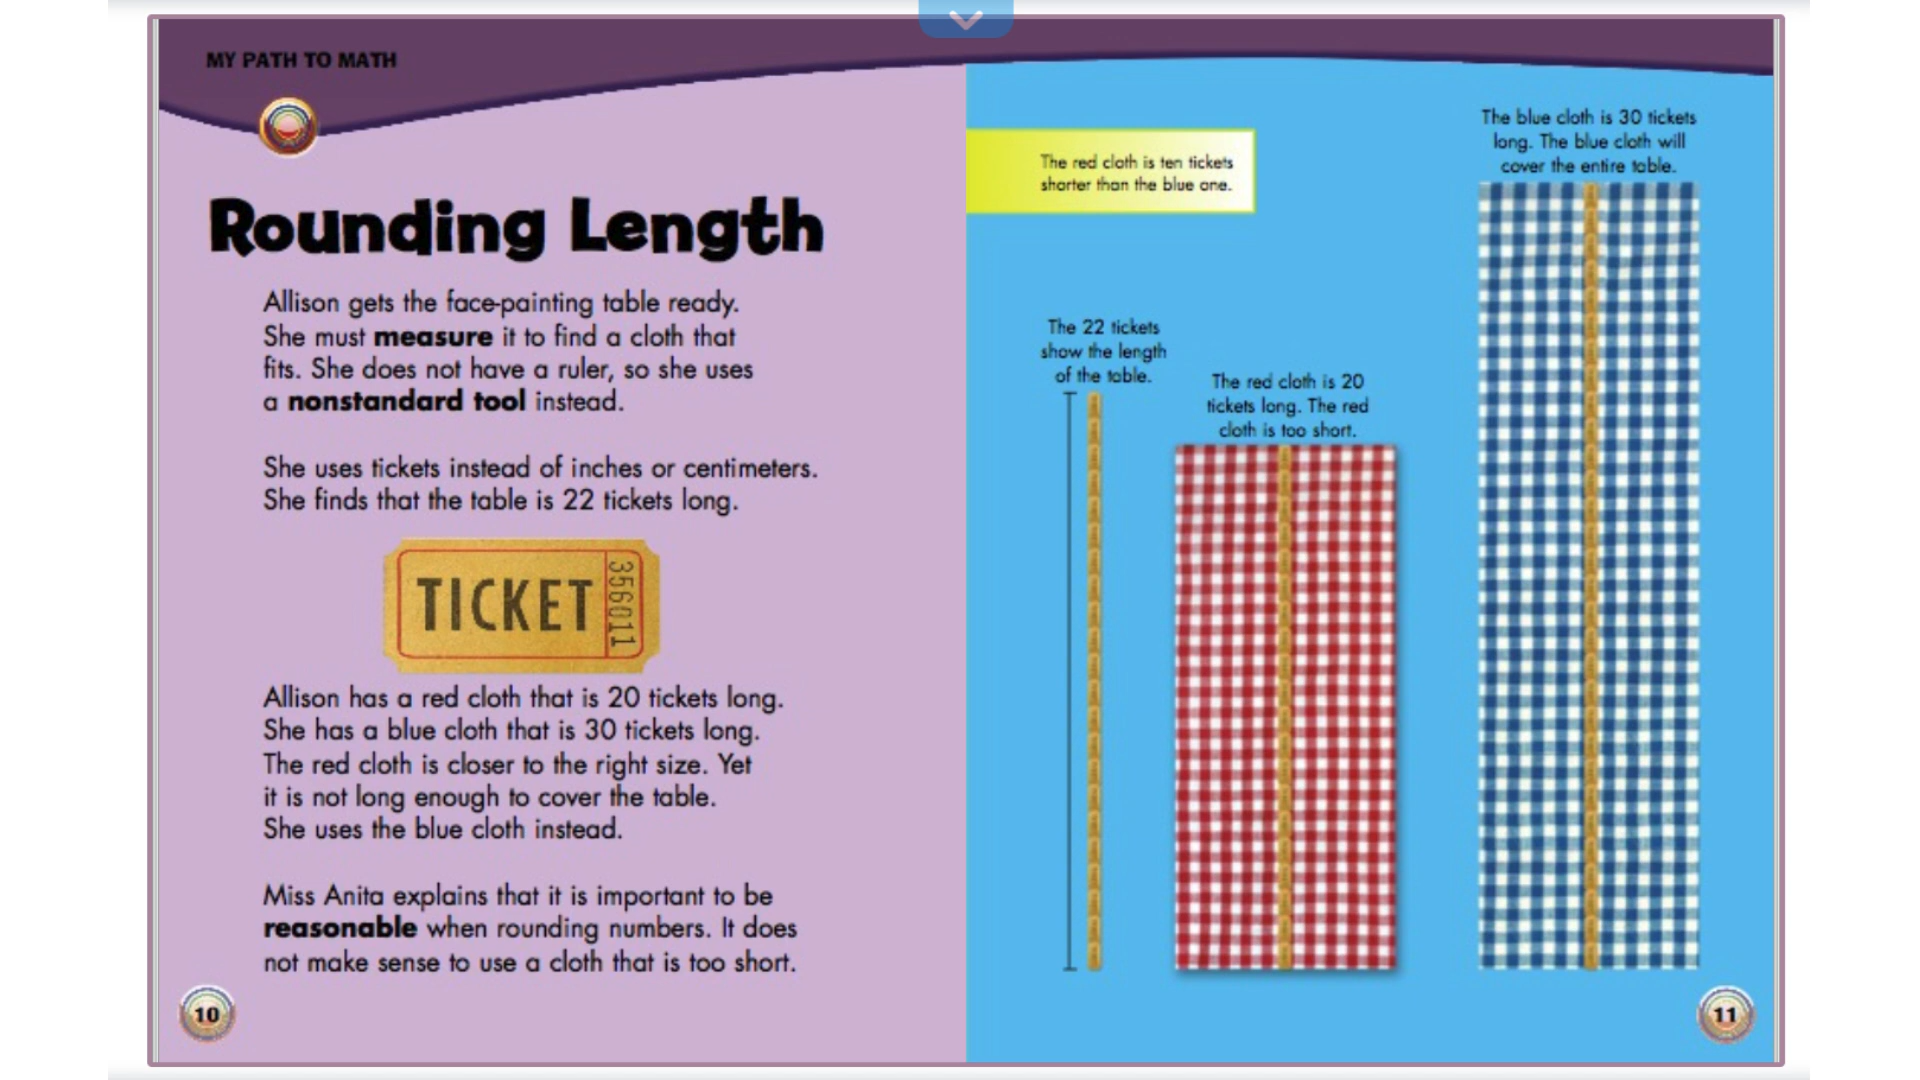 MY PATH TO MATH
Rounding Length
Allison gets the face-painting table ready.
She must measure it to find a cloth that
fits. She does not have a ruler, so she uses
a nonstandard tool instead.
She uses tickets instead of inches or centimeters.
She finds that the table is 22 tickets long.
TICKET
356011
Allison has a red cloth that is 20 tickets long.
She has a blue cloth that is 30 tickets long.
The red cloth is closer to the right size. Yet
it is not long enough to cover the table.
She uses the blue cloth instead.
Miss Anita explains that it is important to be
reasonable when rounding numbers. It does
not make sense to use a cloth that is too short.
10
The red cloth is ten tickets
shorter than the blue one.
The 22 tickets
show the length
of the table.
The red cloth is 20
tickets long. The red
cloth is too short.
The blue cloth is 30 tickets
long. The blue cloth will
cover the entire table.
11